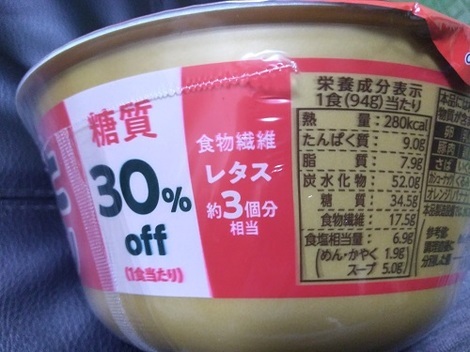 糖質
30%
off
(1食当たり)
食物繊維
レタス
約3個分
相当
栄養成分表示
1食(94g)当たり
熱量:280kcal
たんぱく質: 9.0g
脂質: 7.9g
炭水化物: 52.0g
糖質: 34.5g
食物繊維: 17.5g
食塩相当量: 6.9g
(めん・かやく 1.9g
スープ 5.0g)